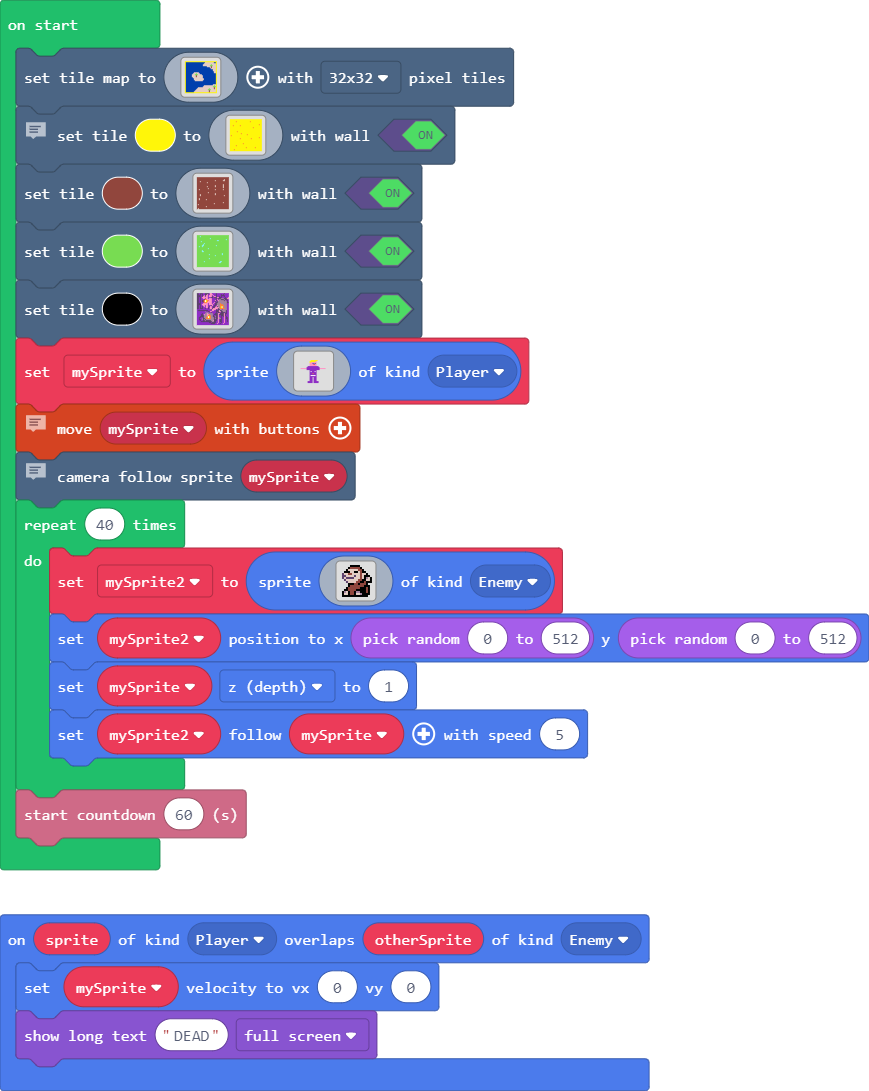 on start
set tile map to with 32x32 pixel tiles
set tile to with wall ON
set tile to with wall ON
set tile to with wall ON
set tile to with wall ON
set mySprite to sprite of kind Player
move mySprite with buttons
camera follow sprite mySprite
repeat 40 times
do
set mySprite2 to sprite of kind Enemy
set mySprite2 position to x pick random 0 to 512 y pick random 0 to 512
set mySprite z (depth) to 1
set mySprite2 follow mySprite with speed 5
start countdown 60 (s)
on sprite of kind Player overlaps otherSprite of kind Enemy
set mySprite velocity to vx 0 vy 0
show long text "DEAD" full screen